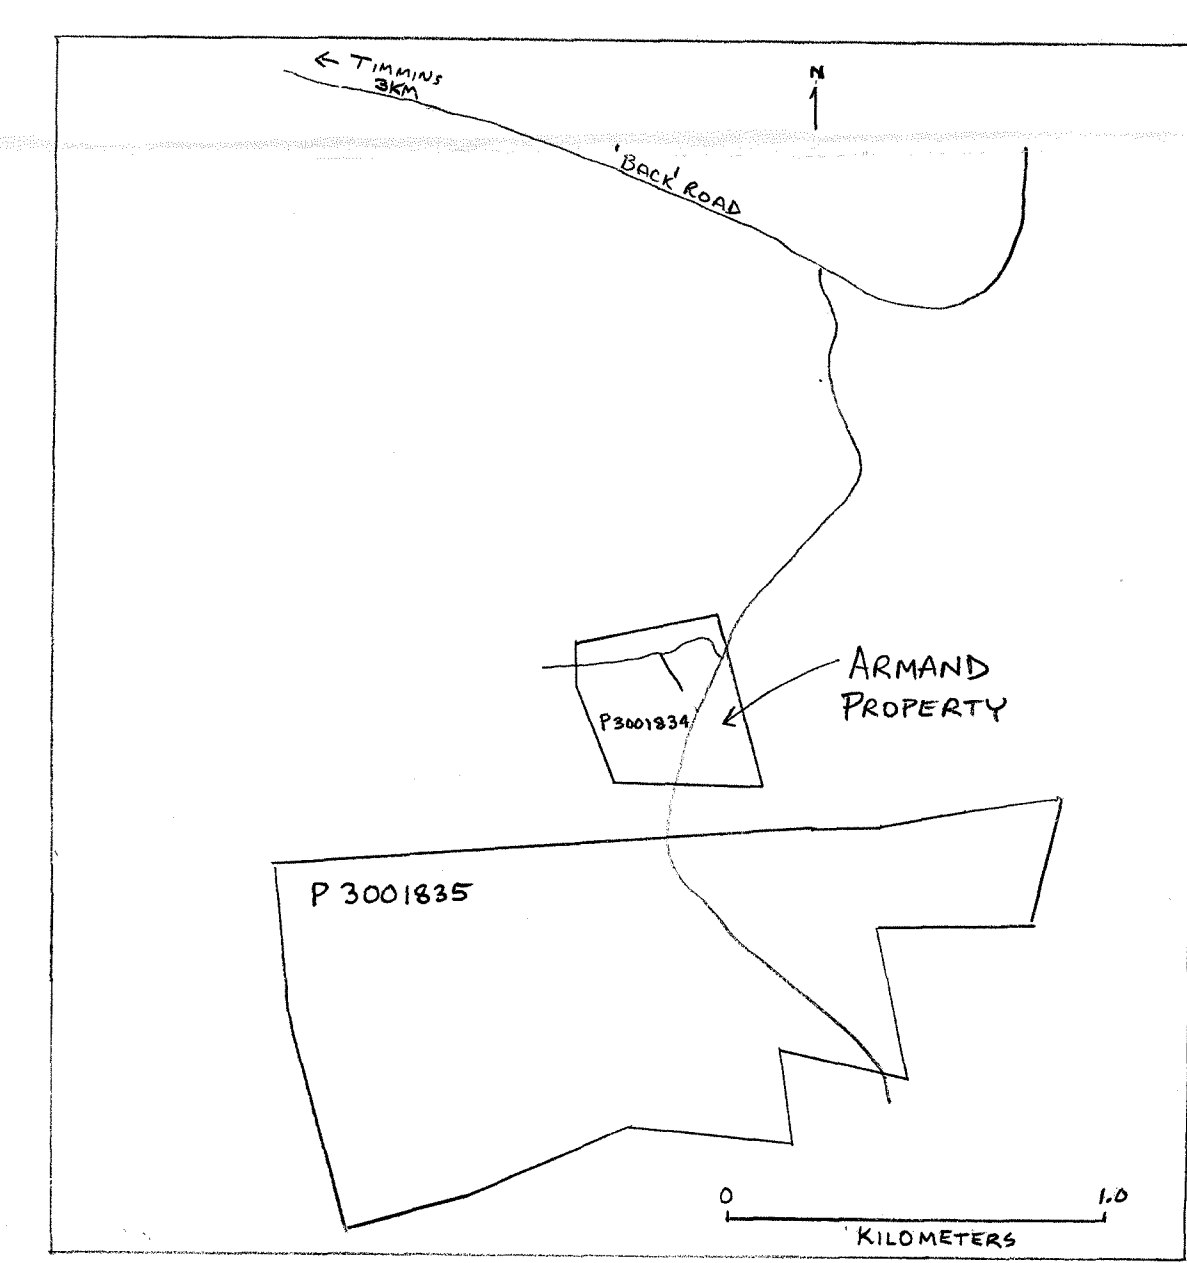 ← TIMMINS
3KM
N
'BACK' ROAD
ARMAND
PROPERTY
P3001834
P 3001835
0 1.0
KILOMETERS